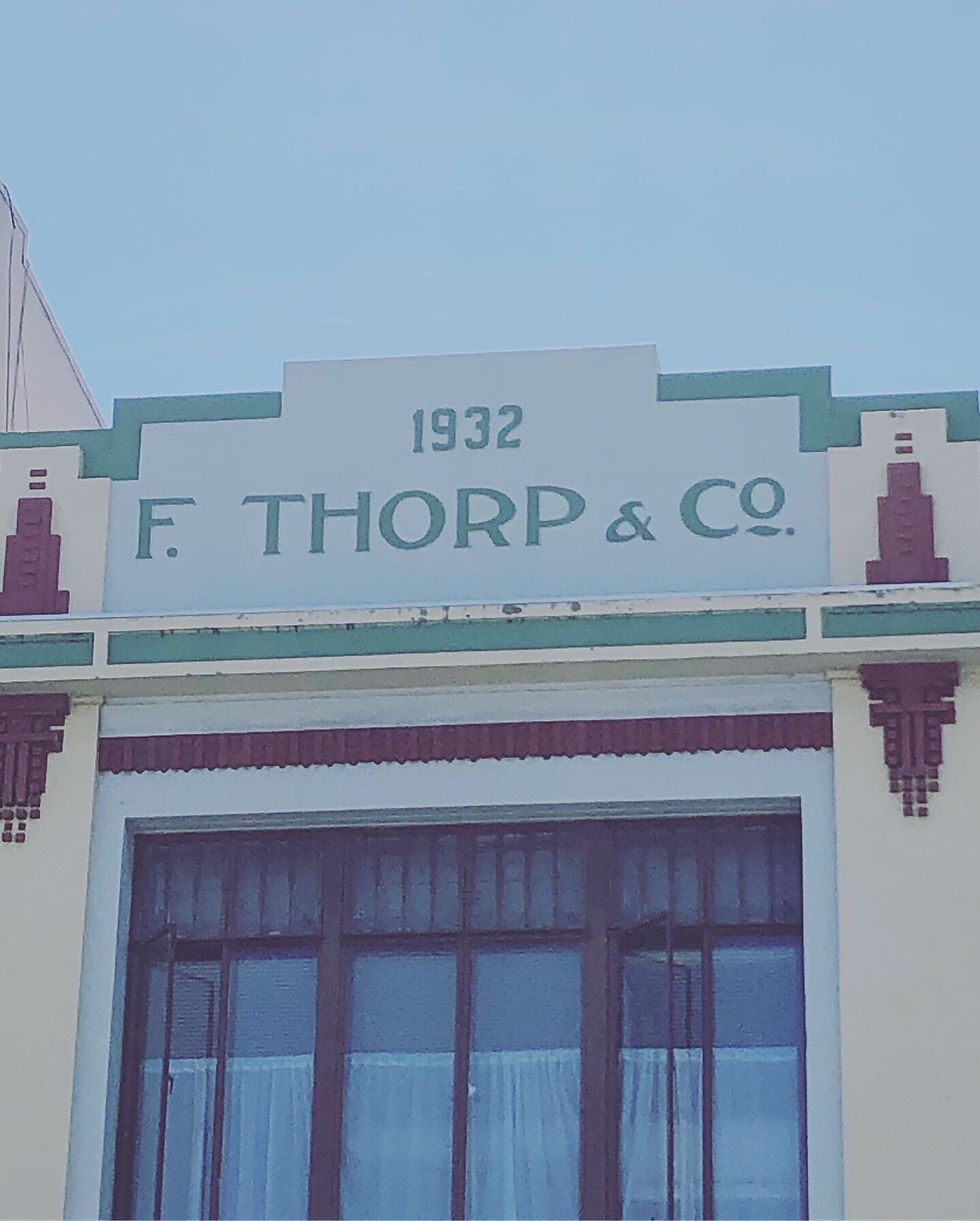 1932
F. THORP & Co.